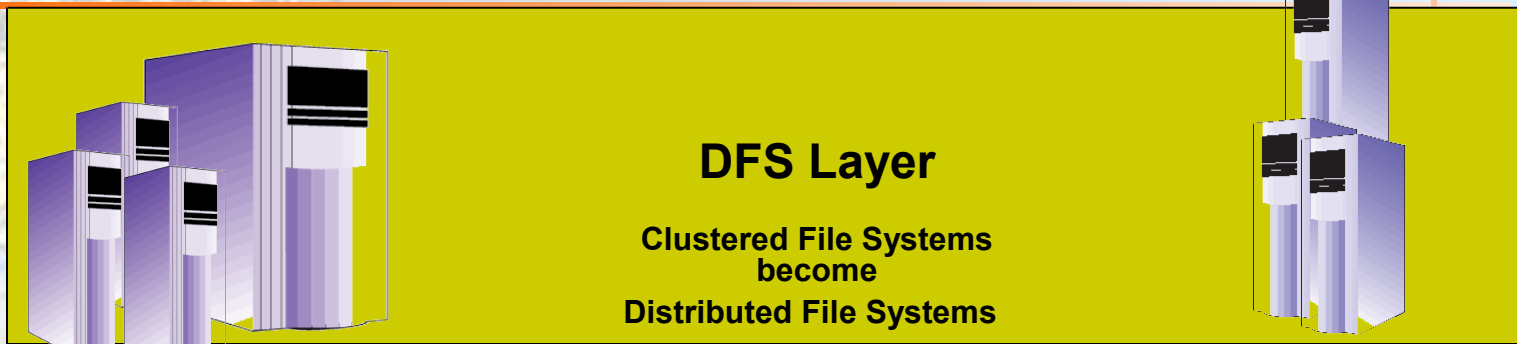 DFS Layer
Clustered File Systems
become
Distributed File Systems